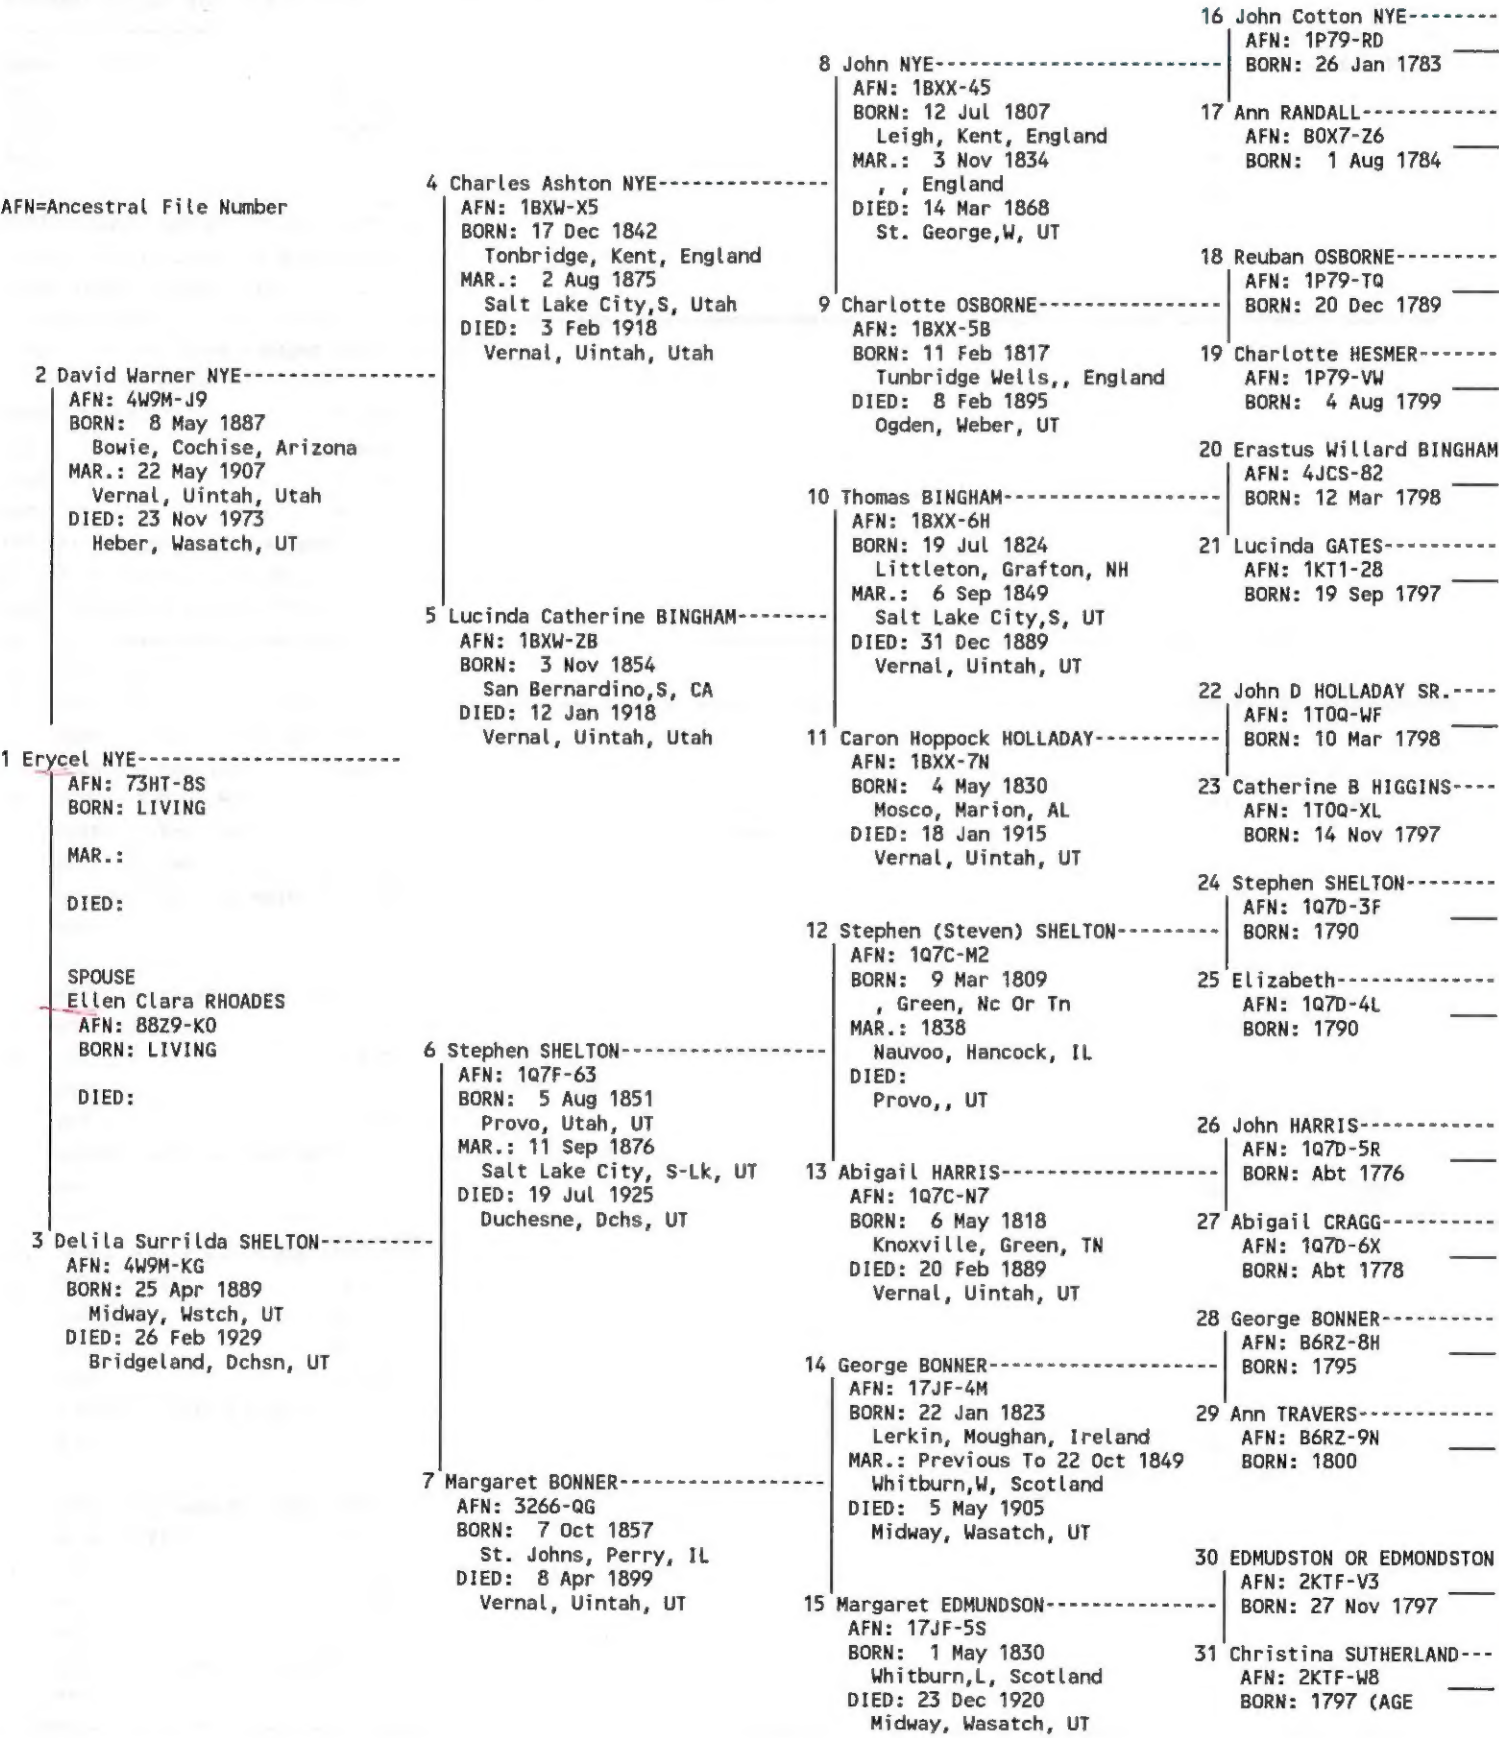 AFN=Ancestral File Number
1 Erycel NYE--------------------
AFN: 73HT-8S
BORN: LIVING
MAR.:
DIED:
SPOUSE
Ellen Clara RHOADES
AFN: 88Z9-K0
BORN: LIVING
DIED:
2 David Warner NYE---------------
AFN: 4W9M-J9
BORN: 8 May 1887
Bowie, Cochise, Arizona
MAR.: 22 May 1907
Vernal, Uintah, Utah
DIED: 23 Nov 1973
Heber, Wasatch, UT
3 Delila Surrilda SHELTON---------
AFN: 4W9M-KG
BORN: 25 Apr 1889
Midway, Wstch, UT
DIED: 26 Feb 1929
Bridgeland, Dchsn, UT
4 Charles Ashton NYE--------------
AFN: 1BXW-X5
BORN: 17 Dec 1842
Tonbridge, Kent, England
MAR.: 2 Aug 1875
Salt Lake City,S, Utah
DIED: 3 Feb 1918
Vernal, Uintah, Utah
5 Lucinda Catherine BINGHAM-------
AFN: 1BXW-ZB
BORN: 3 Nov 1854
San Bernardino,S, CA
DIED: 12 Jan 1918
Vernal, Uintah, Utah
6 Stephen SHELTON-----------------
AFN: 1Q7F-63
BORN: 5 Aug 1851
Provo, Utah, UT
MAR.: 11 Sep 1876
Salt Lake City, S-Lk, UT
DIED: 19 Jul 1925
Duchesne, Dchs, UT
7 Margaret BONNER-----------------
AFN: 3266-QG
BORN: 7 Oct 1857
St. Johns, Perry, IL
DIED: 8 Apr 1899
Vernal, Uintah, UT
8 John NYE------------------------
AFN: 1BXX-45
BORN: 12 Jul 1807
Leigh, Kent, England
MAR.: 3 Nov 1834
, , England
DIED: 14 Mar 1868
St. George,W, UT
9 Charlotte OSBORNE---------------
AFN: 1BXX-5B
BORN: 11 Feb 1817
Tunbridge Wells,, England
DIED: 8 Feb 1895
Ogden, Weber, UT
10 Thomas BINGHAM------------------
AFN: 1BXX-6H
BORN: 19 Jul 1824
Littleton, Grafton, NH
MAR.: 6 Sep 1849
Salt Lake City,S, UT
DIED: 31 Dec 1889
Vernal, Uintah, UT
11 Caron Hoppock HOLLADAY----------
AFN: 1BXX-7N
BORN: 4 May 1830
Mosco, Marion, AL
DIED: 18 Jan 1915
Vernal, Uintah, UT
12 Stephen (Steven) SHELTON--------
AFN: 1Q7C-M2
BORN: 9 Mar 1809
, Green, Nc Or Tn
MAR.: 1838
Nauvoo, Hancock, IL
DIED:
Provo,, UT
13 Abigail HARRIS------------------
AFN: 1Q7C-N7
BORN: 6 May 1818
Knoxville, Green, TN
DIED: 20 Feb 1889
Vernal, Uintah, UT
14 George BONNER-------------------
AFN: 17JF-4M
BORN: 22 Jan 1823
Lerkin, Moughan, Ireland
MAR.: Previous To 22 Oct 1849
Whitburn,W, Scotland
DIED: 5 May 1905
Midway, Wasatch, UT
15 Margaret EDMUNDSON--------------
AFN: 17JF-5S
BORN: 1 May 1830
Whitburn,L, Scotland
DIED: 23 Dec 1920
Midway, Wasatch, UT
16 John Cotton NYE-------
AFN: 1P79-RD
BORN: 26 Jan 1783
17 Ann RANDALL-----------
AFN: B0X7-Z6
BORN: 1 Aug 1784
18 Reuban OSBORNE--------
AFN: 1P79-TQ
BORN: 20 Dec 1789
19 Charlotte HESMER------
AFN: 1P79-VW
BORN: 4 Aug 1799
20 Erastus Willard BINGHAM
AFN: 4JCS-82
BORN: 12 Mar 1798
21 Lucinda GATES---------
AFN: 1KT1-28
BORN: 19 Sep 1797
22 John D HOLLADAY SR.----
AFN: 1T0Q-WF
BORN: 10 Mar 1798
23 Catherine B HIGGINS----
AFN: 1T0Q-XL
BORN: 14 Nov 1797
24 Stephen SHELTON--------
AFN: 1Q7D-3F
BORN: 1790
25 Elizabeth--------------
AFN: 1Q7D-4L
BORN: 1790
26 John HARRIS------------
AFN: 1Q7D-5R
BORN: Abt 1776
27 Abigail CRAGG----------
AFN: 1Q7D-6X
BORN: Abt 1778
28 George BONNER----------
AFN: B6RZ-8H
BORN: 1795
29 Ann TRAVERS------------
AFN: B6RZ-9N
BORN: 1800
30 EDMUDSTON OR EDMONDSTON
AFN: 2KTF-V3
BORN: 27 Nov 1797
31 Christina SUTHERLAND---
AFN: 2KTF-W8
BORN: 1797 (AGE